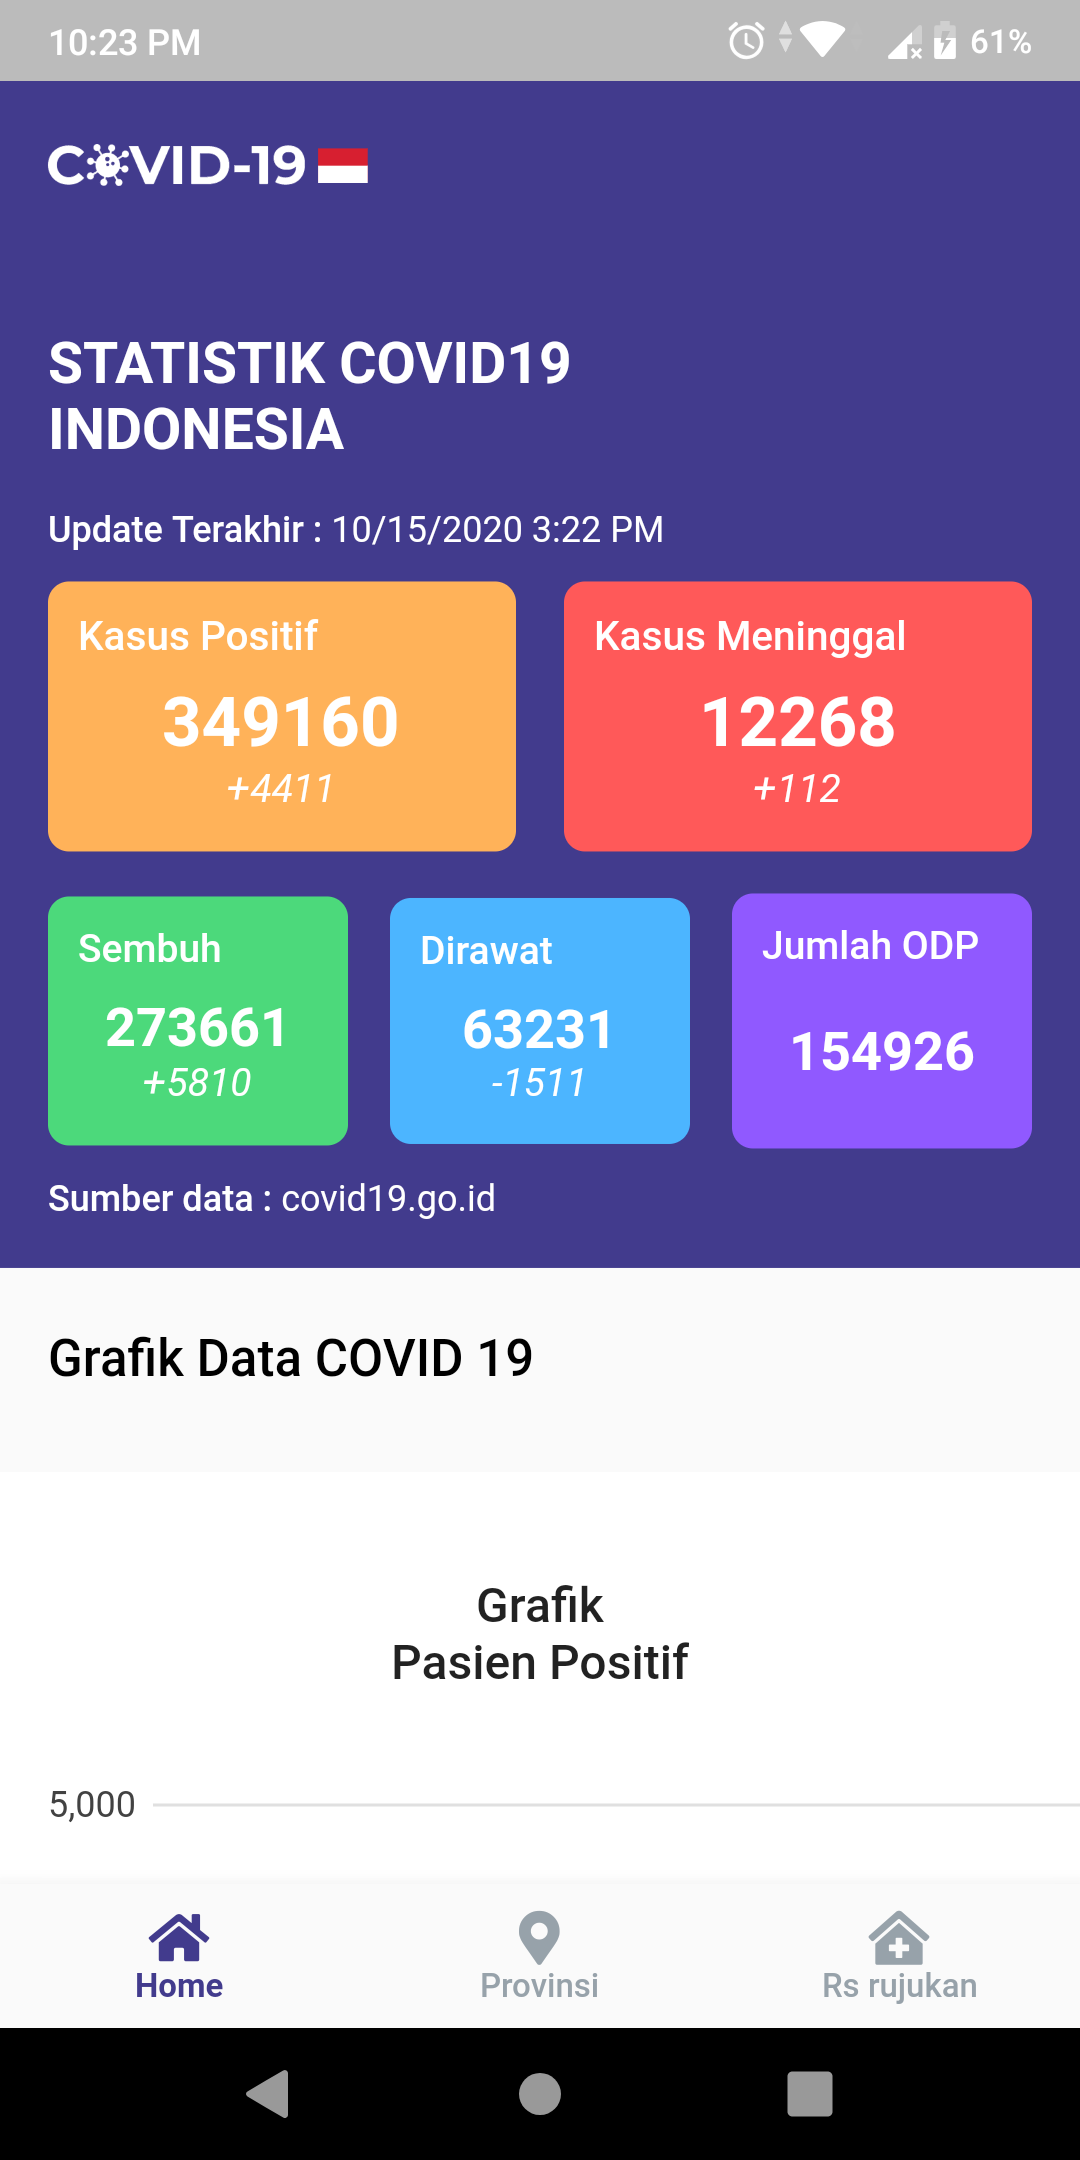 10:23 PM
61%
COVID-19
STATISTIK COVID19
INDONESIA
Update Terakhir : 10/15/2020 3:22 PM
Kasus Positif
349160
+4411
Kasus Meninggal
12268
+112
Sembuh
273661
+5810
Dirawat
63231
-1511
Jumlah ODP
154926
Sumber data : covid19.go.id
Grafik Data COVID 19
Grafik
Pasien Positif
5,000
Home
Provinsi
Rs rujukan